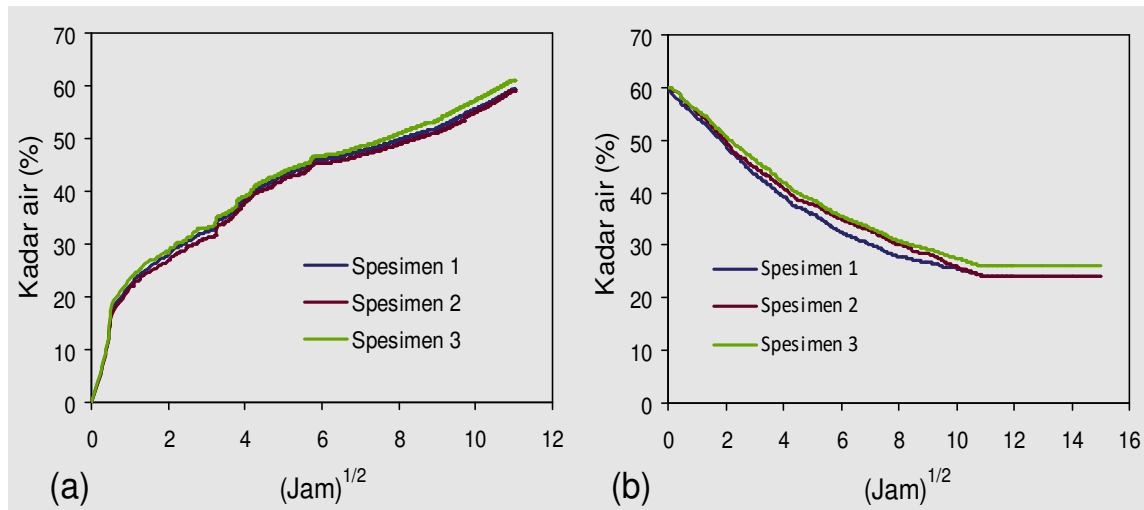 70
60
50
40
30
20
10
0
Kadar air (%)
Spesimen 1
Spesimen 2
Spesimen 3
0 2 4 6 8 10 12
(a)
(Jam)1/2
70
60
50
40
30
20
10
0
Kadar air (%)
Spesimen 1
Spesimen 2
Spesimen 3
0 2 4 6 8 10 12 14 16
(b)
(Jam)1/2